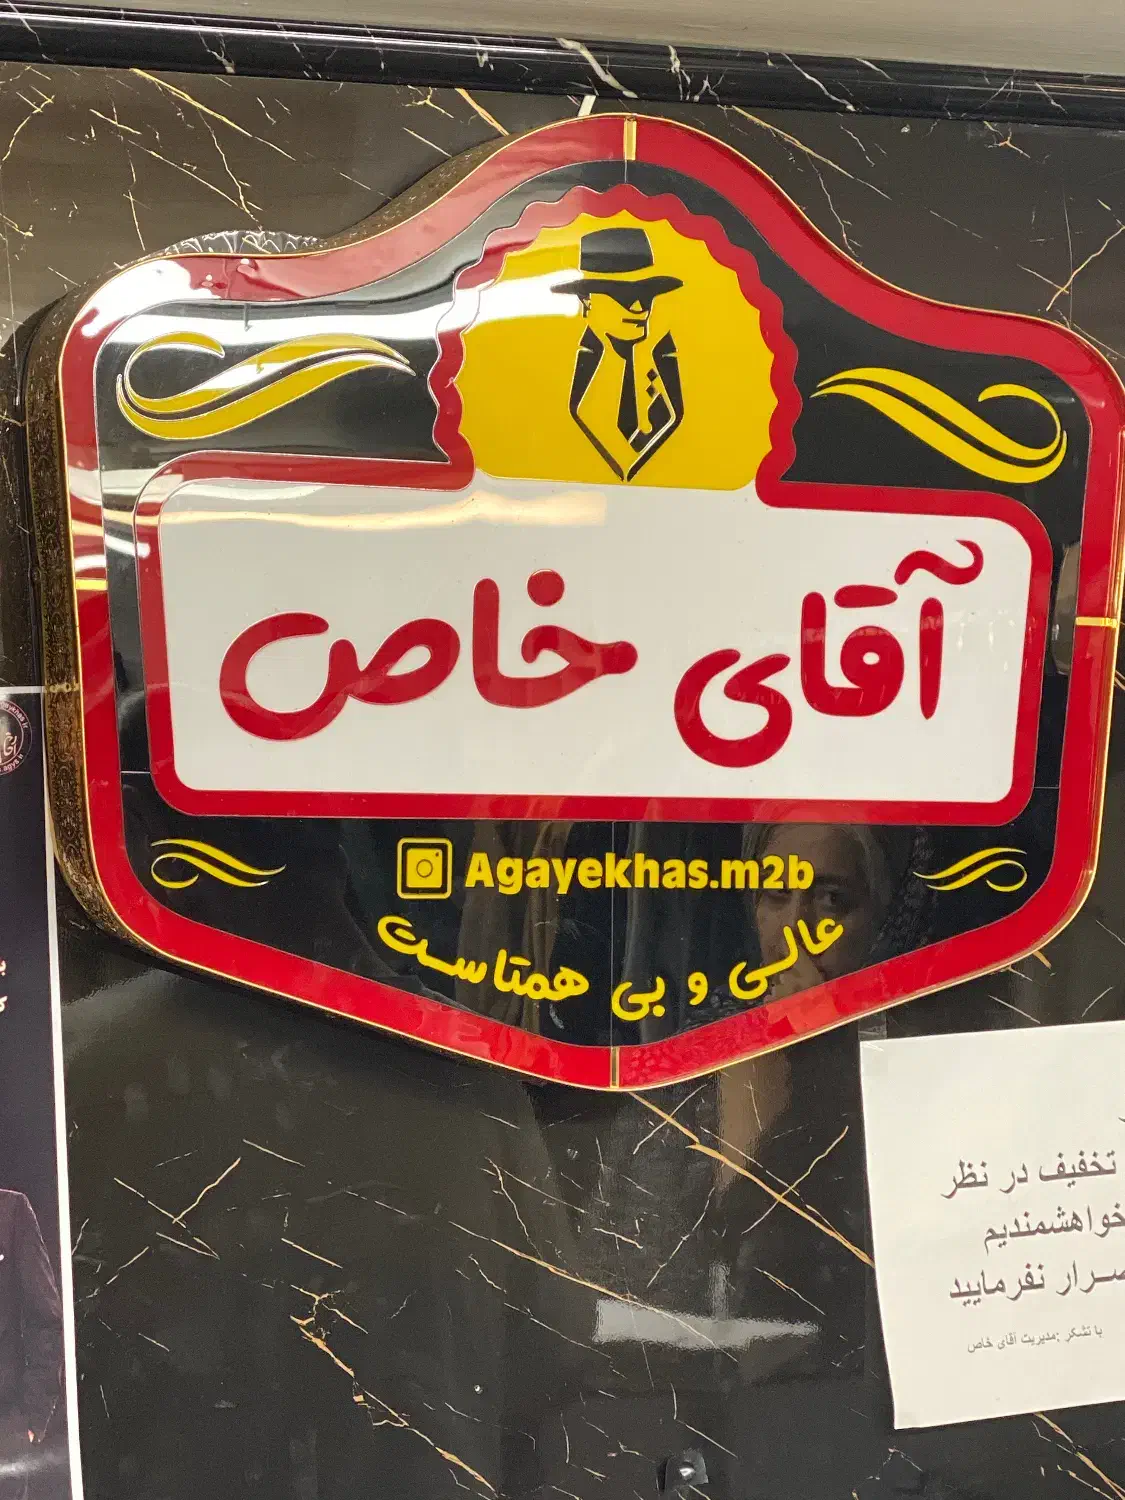 آقای خاص
Agayekhas.m2b
عالی و بی همتاست
تخفیف در نظر
خواهشمندیم
نفرمایید
با تشکر :مدیریت آقای خاص